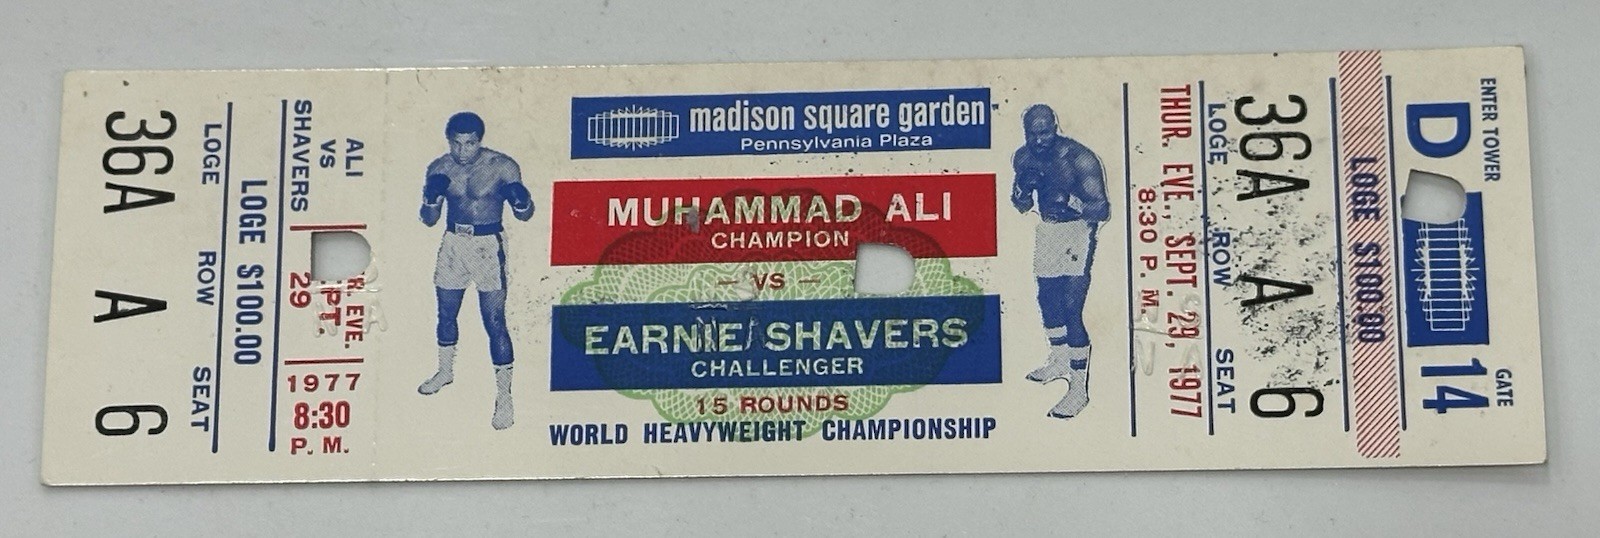 36A A 6
LOGE ROW SEAT
LOGE $100.00
ALI
VS
SHAVERS
R. EVE.
PT.
29
1977
8:30
P. M.
madison square garden
Pennsylvania Plaza
MUHAMMAD ALI
CHAMPION
— VS —
EARNIE SHAVERS
CHALLENGER
15 ROUNDS
WORLD HEAVYWEIGHT CHAMPIONSHIP
THUR. EVE., SEPT. 29, 1977
8:30 P. M.
LOGE ROW SEAT
36A A 6
LOGE $100.00
ENTER TOWER
D
GATE
14